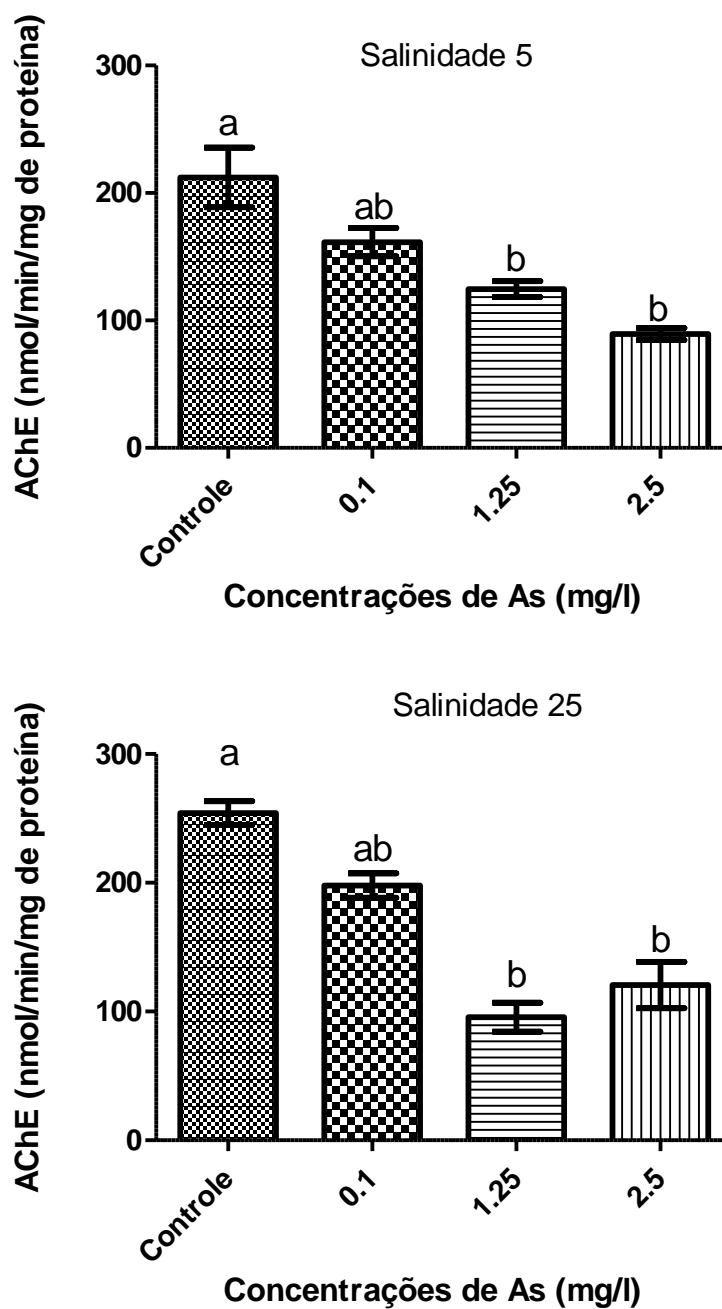 Salinidade 5
AChE (nmol/min/mg de proteína)
300
200
100
0
a
ab
b
b
Controle
0.1
1.25
2.5
Concentrações de As (mg/l)
Salinidade 25
AChE (nmol/min/mg de proteína)
300
200
100
0
a
ab
b
b
Controle
0.1
1.25
2.5
Concentrações de As (mg/l)